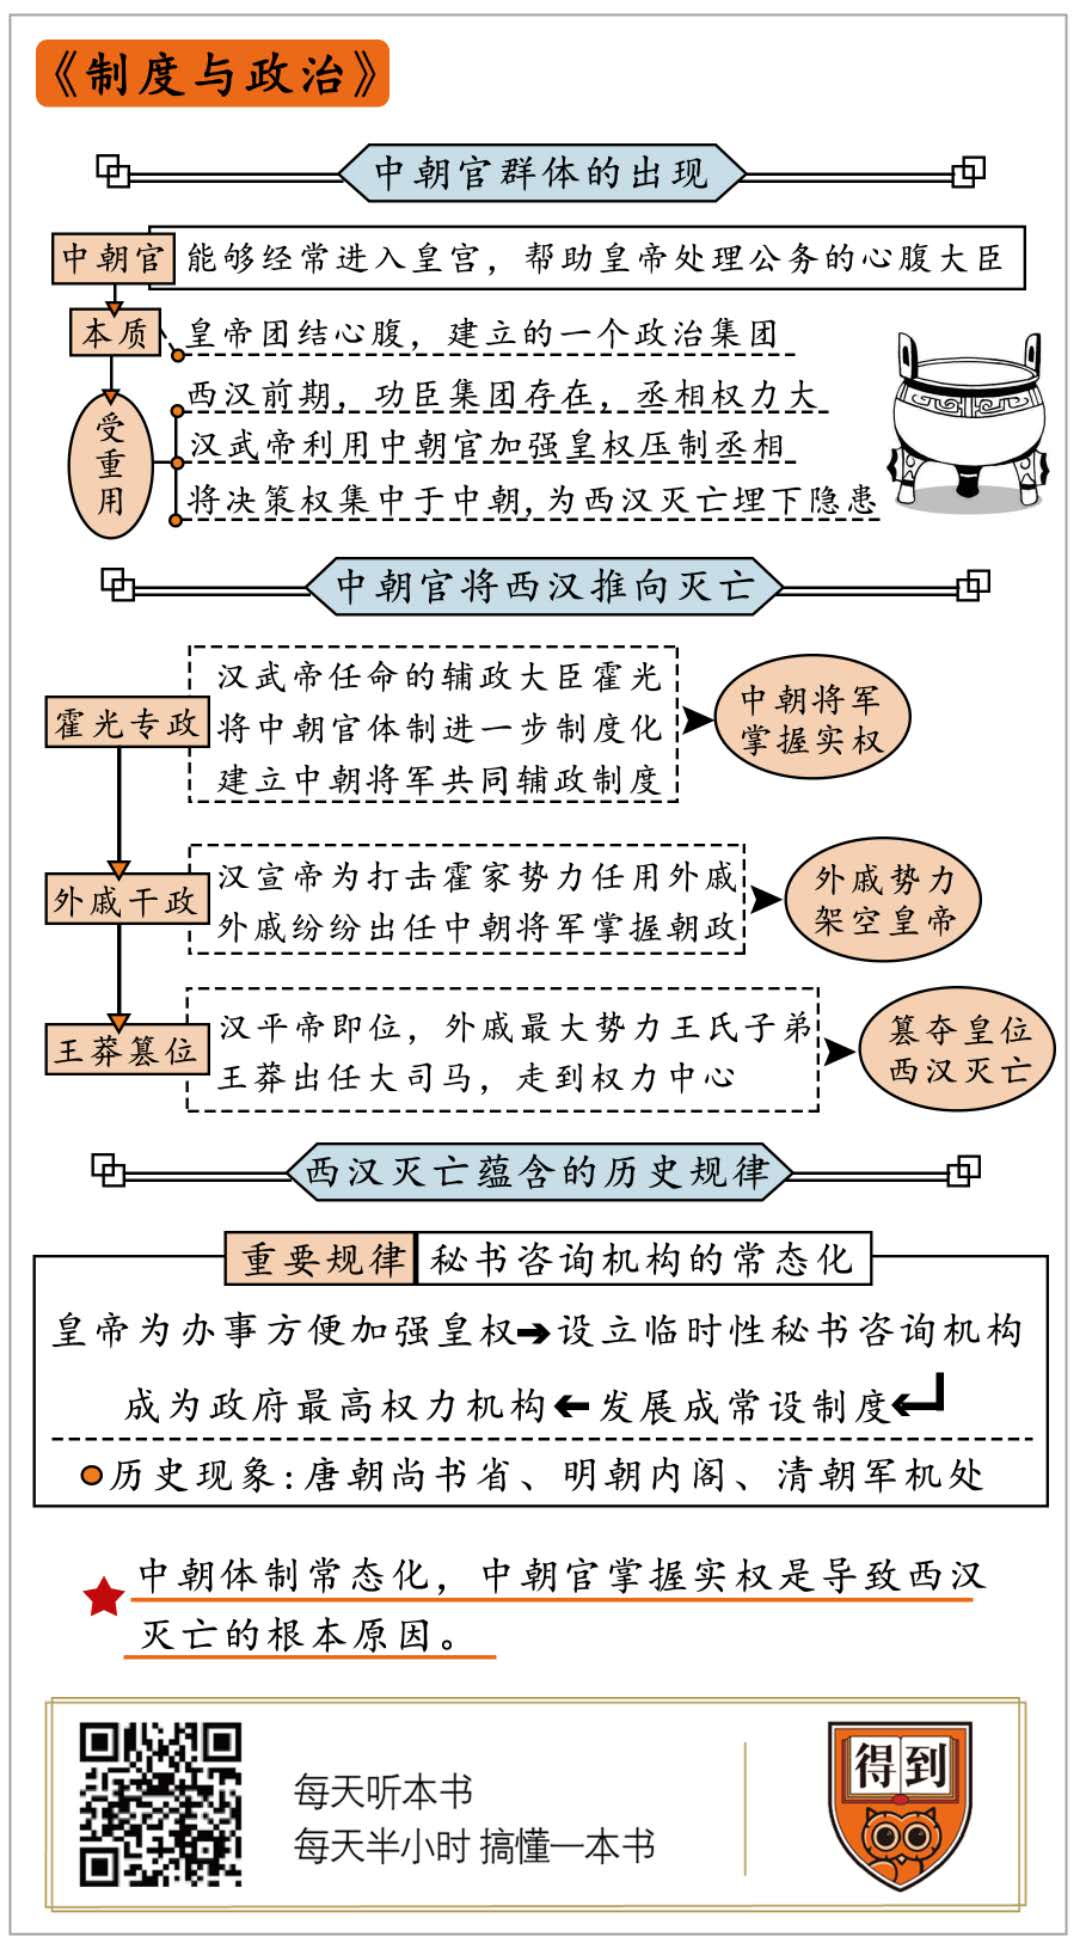 《制度与政治》
中朝官群体的出现
中朝官
能够经常进入皇宫，帮助皇帝处理公务的心腹大臣
本质
皇帝团结心腹，建立的一个政治集团
受重用
西汉前期，功臣集团存在，丞相权力大
汉武帝利用中朝官加强皇权压制丞相
将决策权集中于中朝,为西汉灭亡埋下隐患
中朝官将西汉推向灭亡
霍光专政
汉武帝任命的辅政大臣霍光
将中朝官体制进一步制度化
建立中朝将军共同辅政制度
中朝将军
掌握实权
外戚干政
汉宣帝为打击霍家势力任用外戚
外戚纷纷出任中朝将军掌握朝政
外戚势力
架空皇帝
王莽篡位
汉平帝即位，外戚最大势力王氏子弟
王莽出任大司马，走到权力中心
篡夺皇位
西汉灭亡
西汉灭亡蕴含的历史规律
重要规律 秘书咨询机构的常态化
皇帝为办事方便加强皇权➔设立临时性秘书咨询机构
成为政府最高权力机构←发展成常设制度
历史现象:唐朝尚书省、明朝内阁、清朝军机处
中朝体制常态化，中朝官掌握实权是导致西汉
灭亡的根本原因。
每天听本书
每天半小时 搞懂一本书
得到